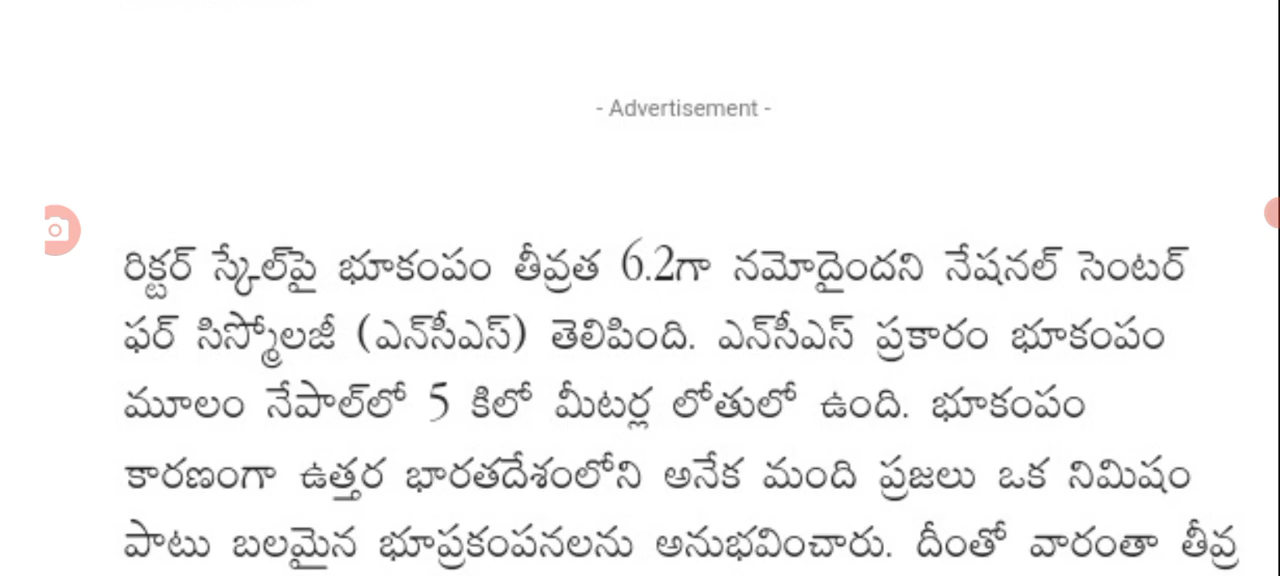 - Advertisement -
రిక్టర్ స్కేల్‌పై భూకంపం తీవ్రత 6.2గా నమోదైందని నేషనల్ సెంటర్
ఫర్ సిస్మోలజీ (ఎన్‌సీఎస్) తెలిపింది. ఎన్‌సీఎస్ ప్రకారం భూకంపం
మూలం నేపాల్‌లో 5 కిలో మీటర్ల లోతులో ఉంది. భూకంపం
కారణంగా ఉత్తర భారతదేశంలోని అనేక మంది ప్రజలు ఒక నిమిషం
పాటు బలమైన భూప్రకంపనలను అనుభవించారు. దీంతో వారంతా తీవ్ర